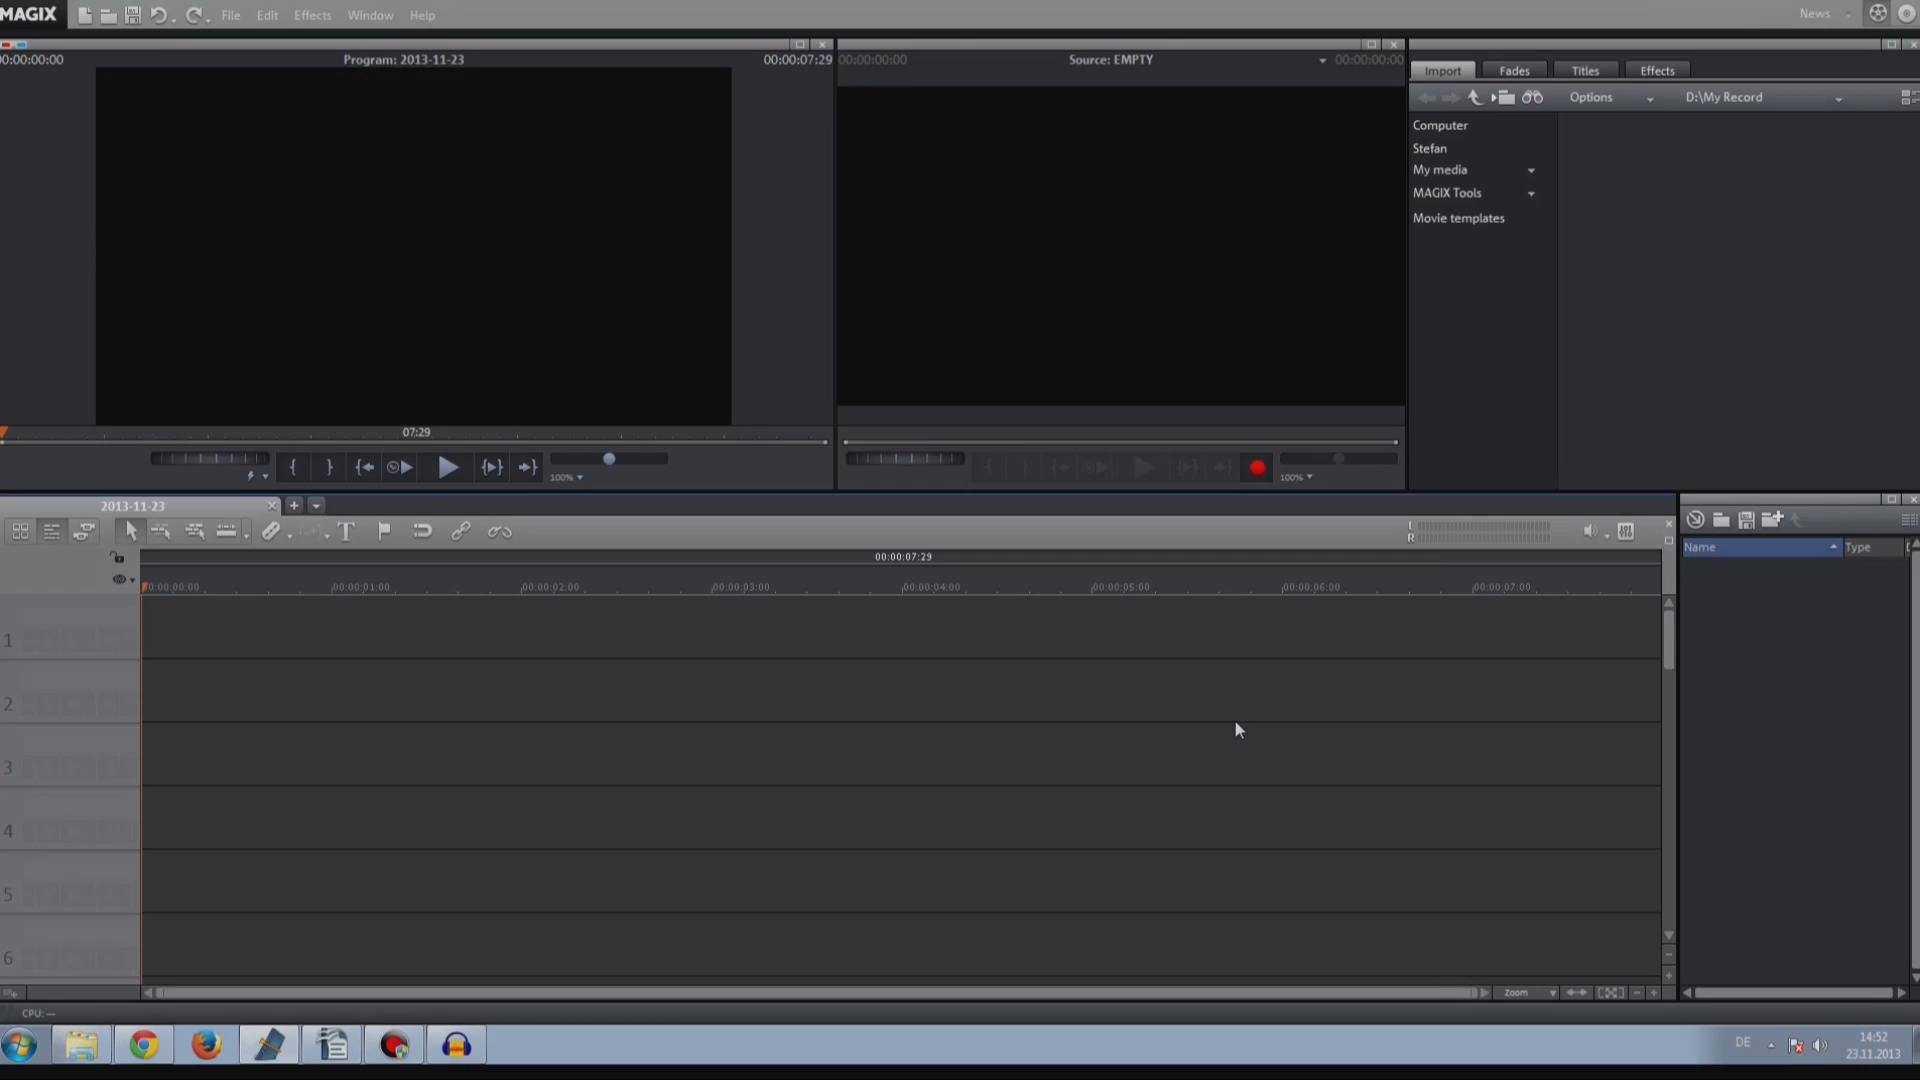 MAGIX File Edit Effects Window Help News
00:00:00:00 Program: 2013-11-23 00:00:07:29
00:00:00:00 Source: EMPTY 00:00:00:00
Import Fades Titles Effects
Options D:\My Record
Computer
Stefan
My media
MAGIX Tools
Movie templates
07:29
100%
100%
2013-11-23
L
R
Name Type
00:00:07:29
00:00:00:00 00:00:01:00 00:00:02:00 00:00:03:00 00:00:04:00 00:00:05:00 00:00:06:00 00:00:07:00
1
2
3
4
5
6
Zoom
CPU: —
DE
14:52
23.11.2013